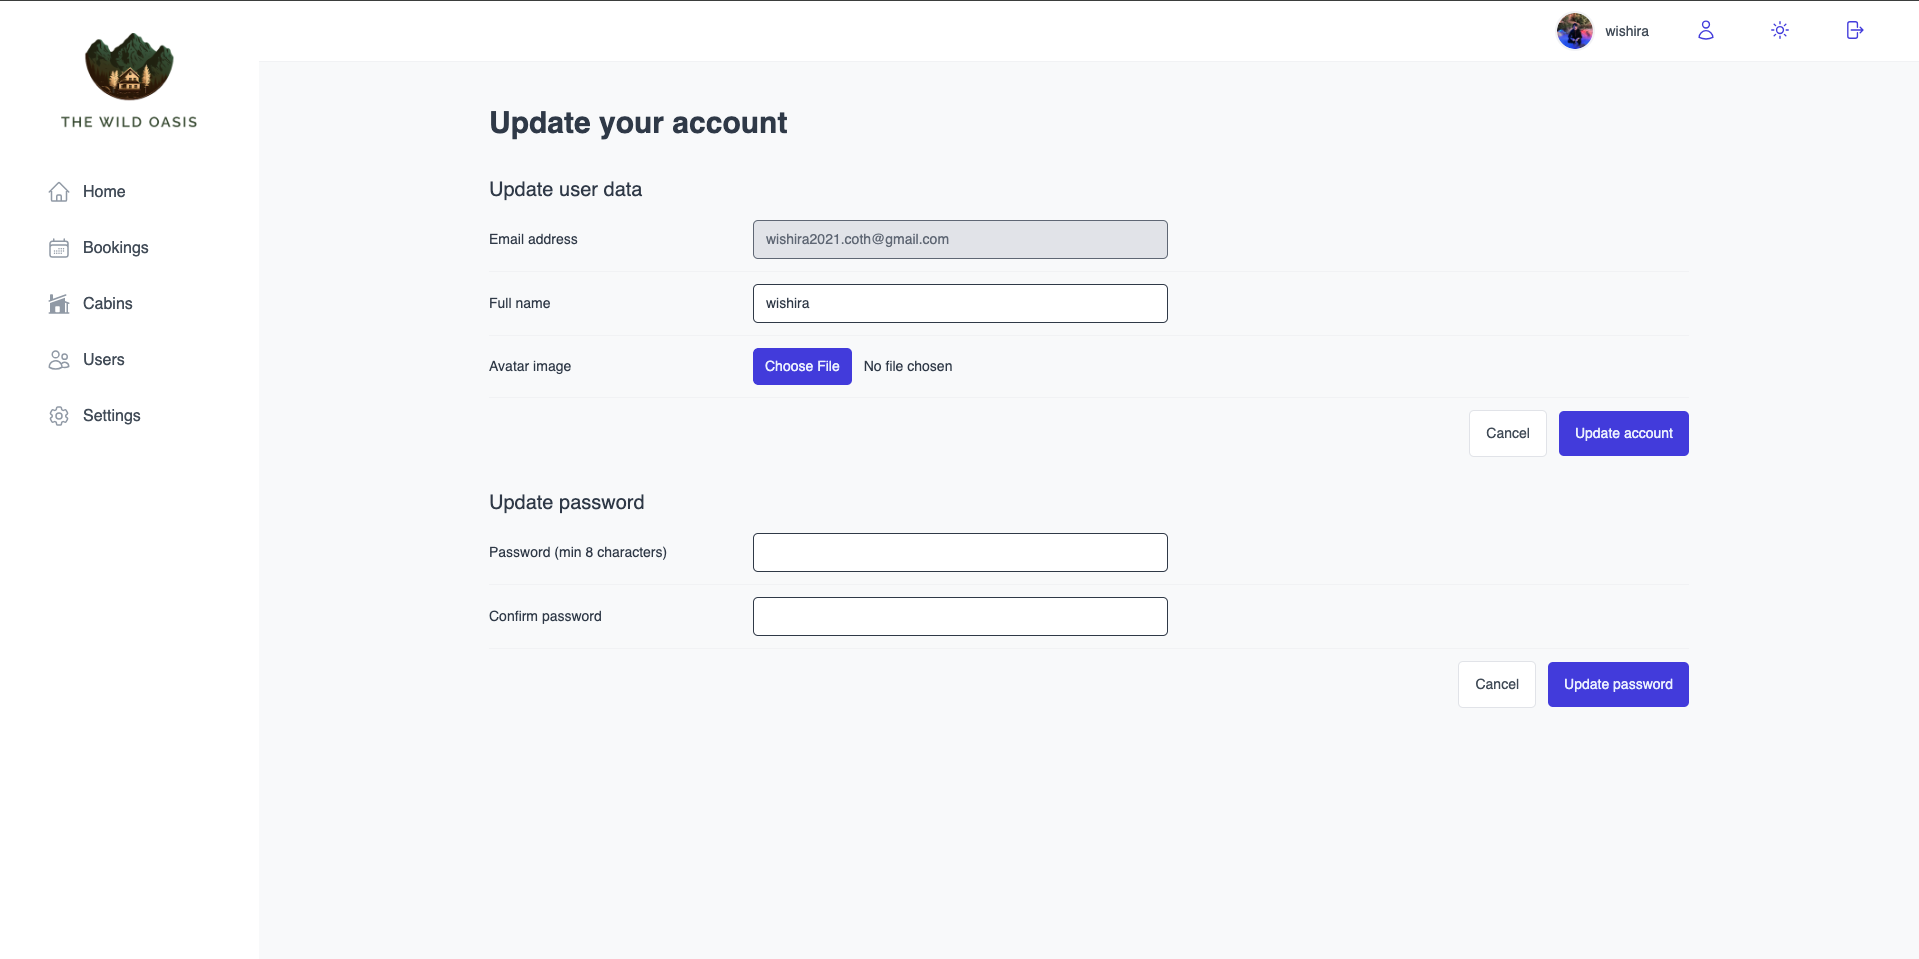 THE WILD OASIS
Home
Bookings
Cabins
Users
Settings
wishira
Update your account
Update user data
Email address
wishira2021.coth@gmail.com
Full name
wishira
Avatar image
Choose File No file chosen
Cancel
Update account
Update password
Password (min 8 characters)
Confirm password
Cancel
Update password